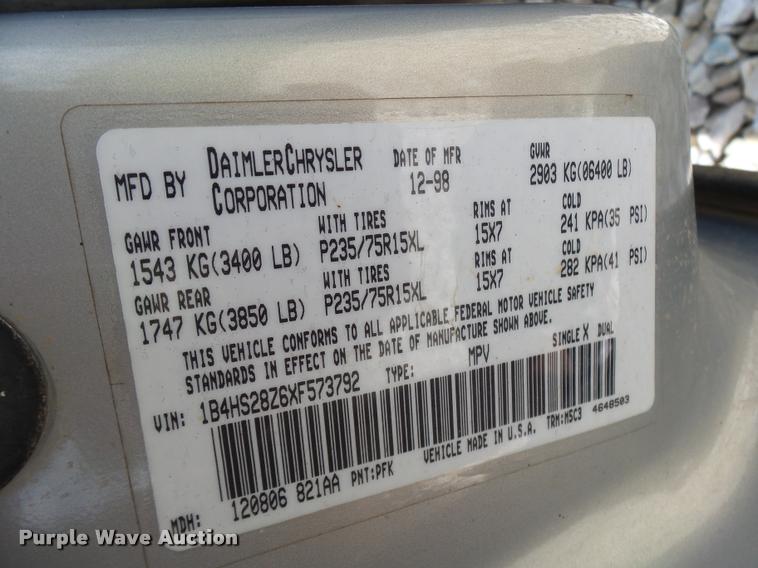 MFD BY DAIMLERCHRYSLER CORPORATION
DATE OF MFR 12-98
GVWR 2903 KG(06400 LB)
GAWR FRONT 1543 KG(3400 LB)
WITH TIRES P235/75R15XL
RIMS AT 15X7
COLD 241 KPA(35 PSI)
GAWR REAR 1747 KG(3850 LB)
WITH TIRES P235/75R15XL
RIMS AT 15X7
COLD 282 KPA(41 PSI)
THIS VEHICLE CONFORMS TO ALL APPLICABLE FEDERAL MOTOR VEHICLE SAFETY
STANDARDS IN EFFECT ON THE DATE OF MANUFACTURE SHOWN ABOVE.
VIN: 1B4HS28Z6XF573792 TYPE: MPV SINGLE X DUAL
MDH: 120806 821AA PNT:PFK VEHICLE MADE IN U.S.A. TRM:M5C3 4648503
Purple Wave Auction